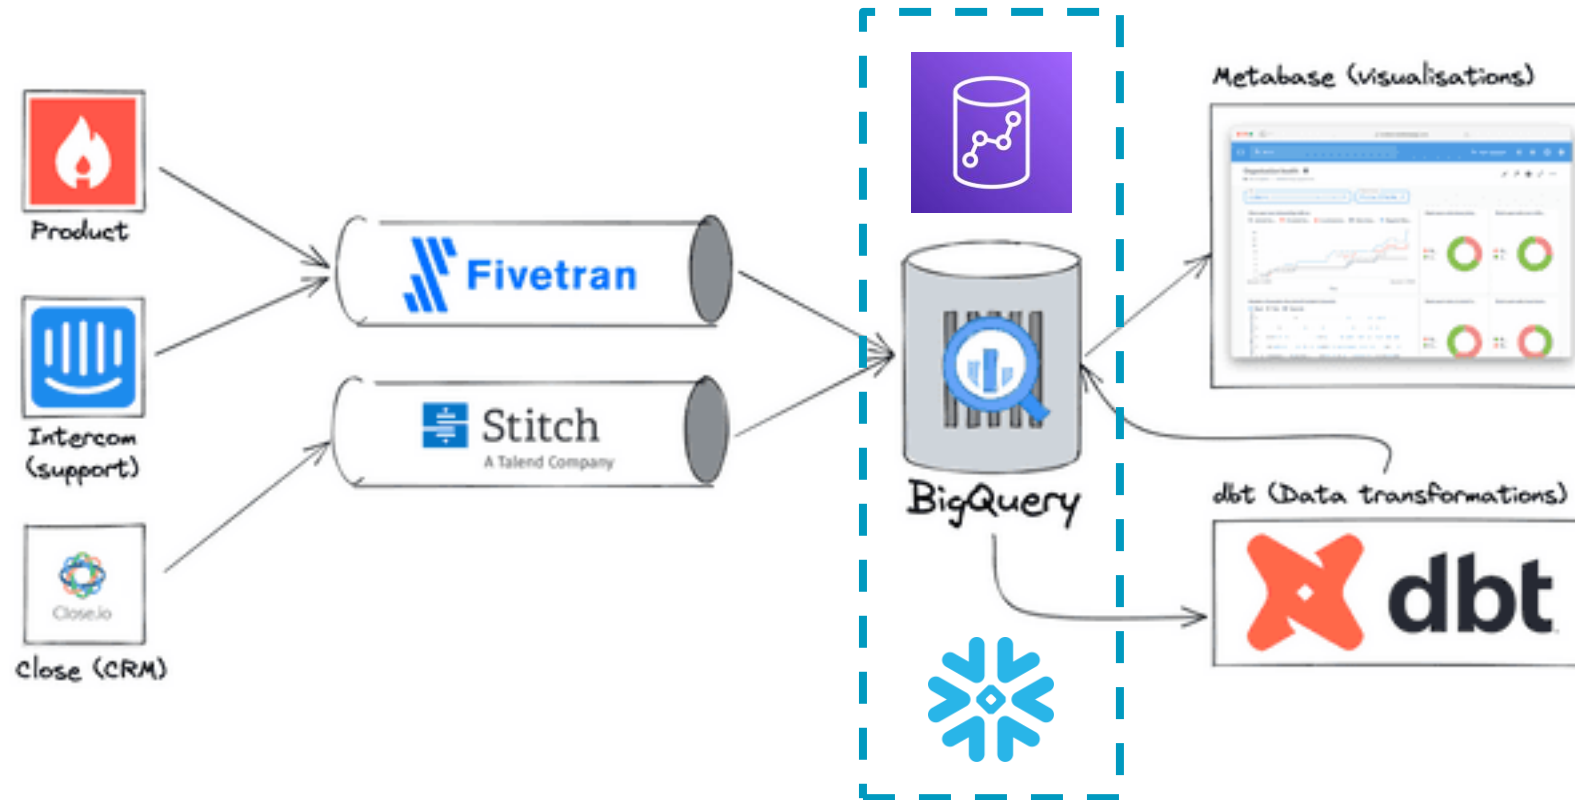 Product
Intercom
(support)
Close.io
Close (CRM)
Fivetran
Stitch
A Talend Company
BigQuery
Metabase (visualisations)
dbt (Data transformations)
dbt